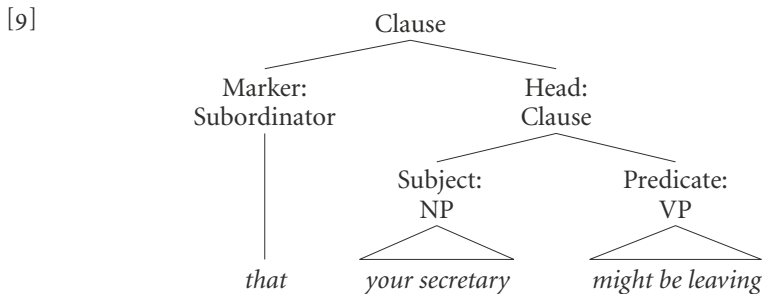 [9]
Clause
Marker: Head:
Subordinator Clause
Subject: Predicate:
NP VP
that your secretary might be leaving